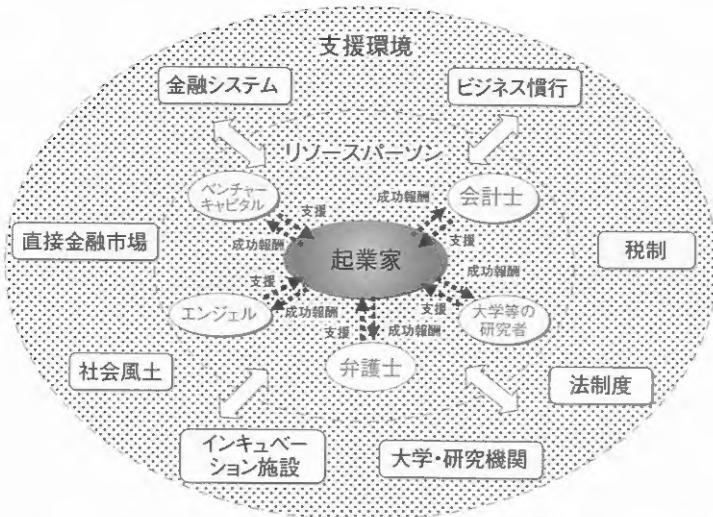 支援環境
金融システム
ビジネス慣行
リソースパーソン
ベンチャー
キャピタル
支援
成功報酬
成功報酬
支援
会計士
直接金融市場
起業家
税制
エンジェル
支援
成功報酬
成功報酬
支援
大学等の
研究者
支援
成功報酬
弁護士
社会風土
法制度
インキュベー
ション施設
大学・研究機関